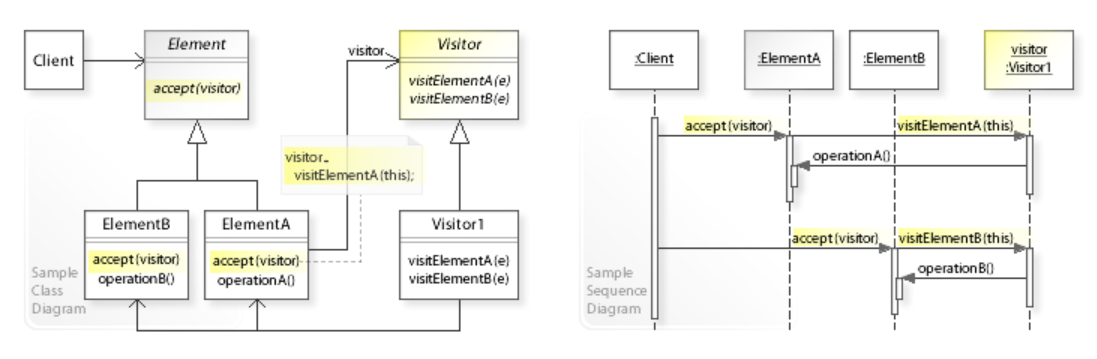 Client
Element
accept(visitor)
visitor
Visitor
visitElementA(e)
visitElementB(e)
visitor.
visitElementA(this);
ElementB
accept(visitor)
operationB()
ElementA
accept(visitor)
operationA()
Visitor1
visitElementA(e)
visitElementB(e)
Sample
Class
Diagram
:Client
:ElementA
:ElementB
visitor
:Visitor1
accept(visitor)
visitElementA(this)
operationA()
accept(visitor)
visitElementB(this)
operationB()
Sample
Sequence
Diagram